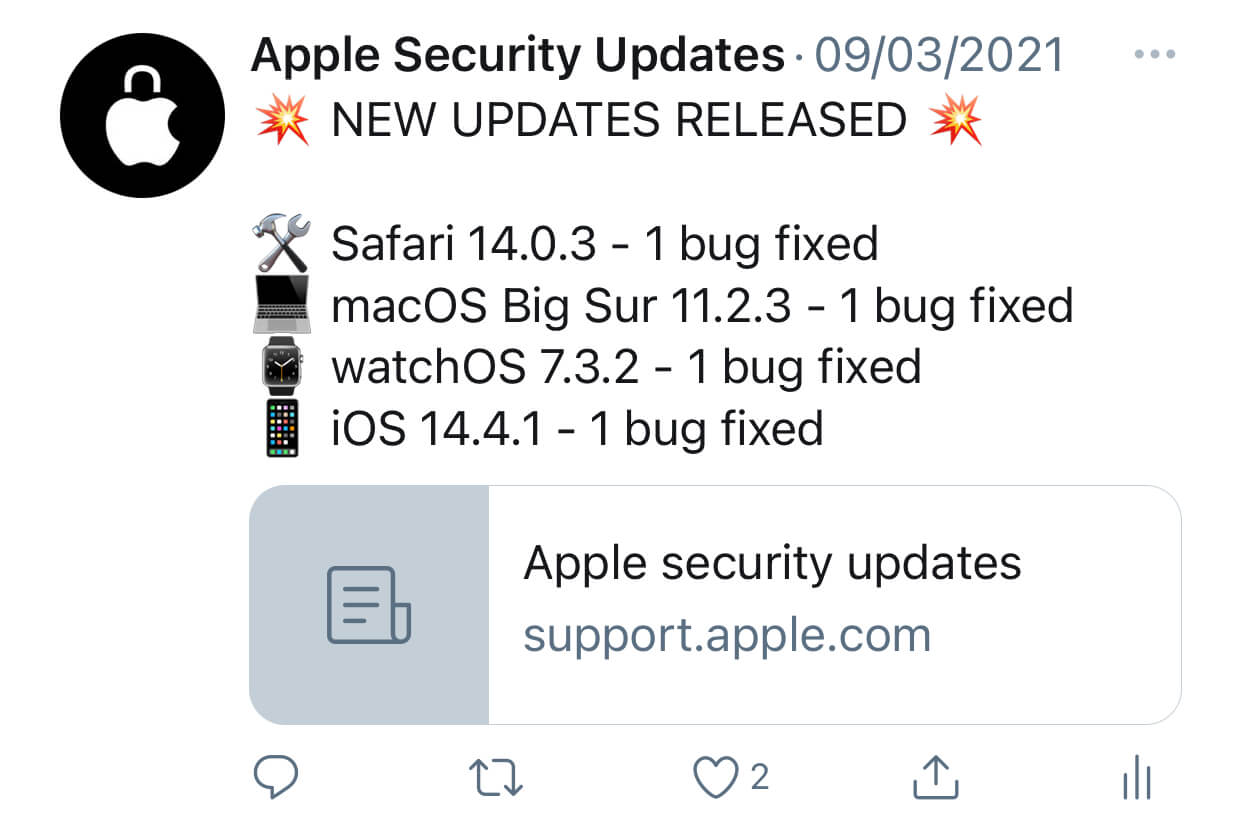 Apple Security Updates · 09/03/2021
💥 NEW UPDATES RELEASED 💥
🛠 Safari 14.0.3 - 1 bug fixed
💻 macOS Big Sur 11.2.3 - 1 bug fixed
⌚ watchOS 7.3.2 - 1 bug fixed
📱 iOS 14.4.1 - 1 bug fixed
Apple security updates
support.apple.com
2